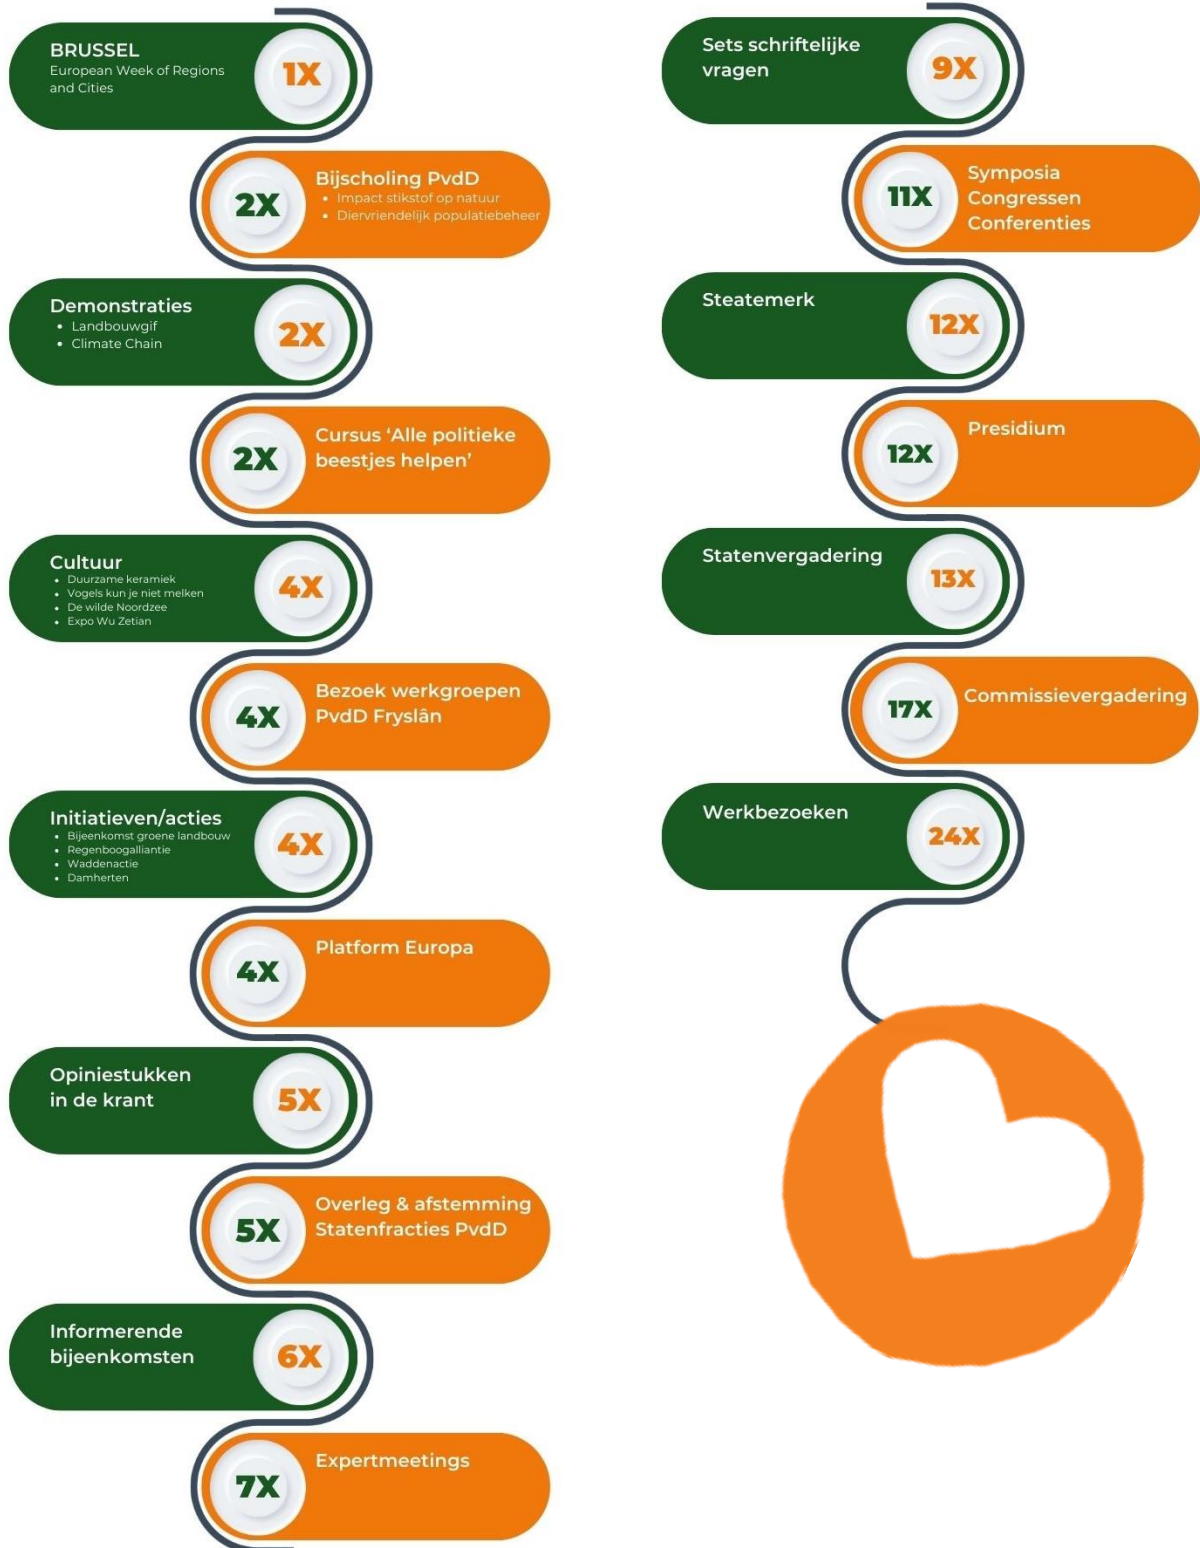 BRUSSEL
European Week of Regions
and Cities
1X
2X
Bijscholing PvdD
• Impact stikstof op natuur
• Diervriendelijk populatiebeheer
Demonstraties
• Landbouwgif
• Climate Chain
2X
2X
Cursus ‘Alle politieke
beestjes helpen’
Cultuur
• Duurzame keramiek
• Vogels kun je niet melken
• De wilde Noordzee
• Expo Wu Zetian
4X
4X
Bezoek werkgroepen
PvdD Fryslân
Initiatieven/acties
• Bijeenkomst groene landbouw
• Regenboogalliantie
• Waddenactie
• Damherten
4X
4X
Platform Europa
Opiniestukken
in de krant
5X
5X
Overleg & afstemming
Statenfracties PvdD
Informerende
bijeenkomsten
6X
7X
Expertmeetings
Sets schriftelijke
vragen
9X
11X
Symposia
Congressen
Conferenties
Steatemerk
12X
12X
Presidium
Statenvergadering
13X
17X
Commissievergadering
Werkbezoeken
24X